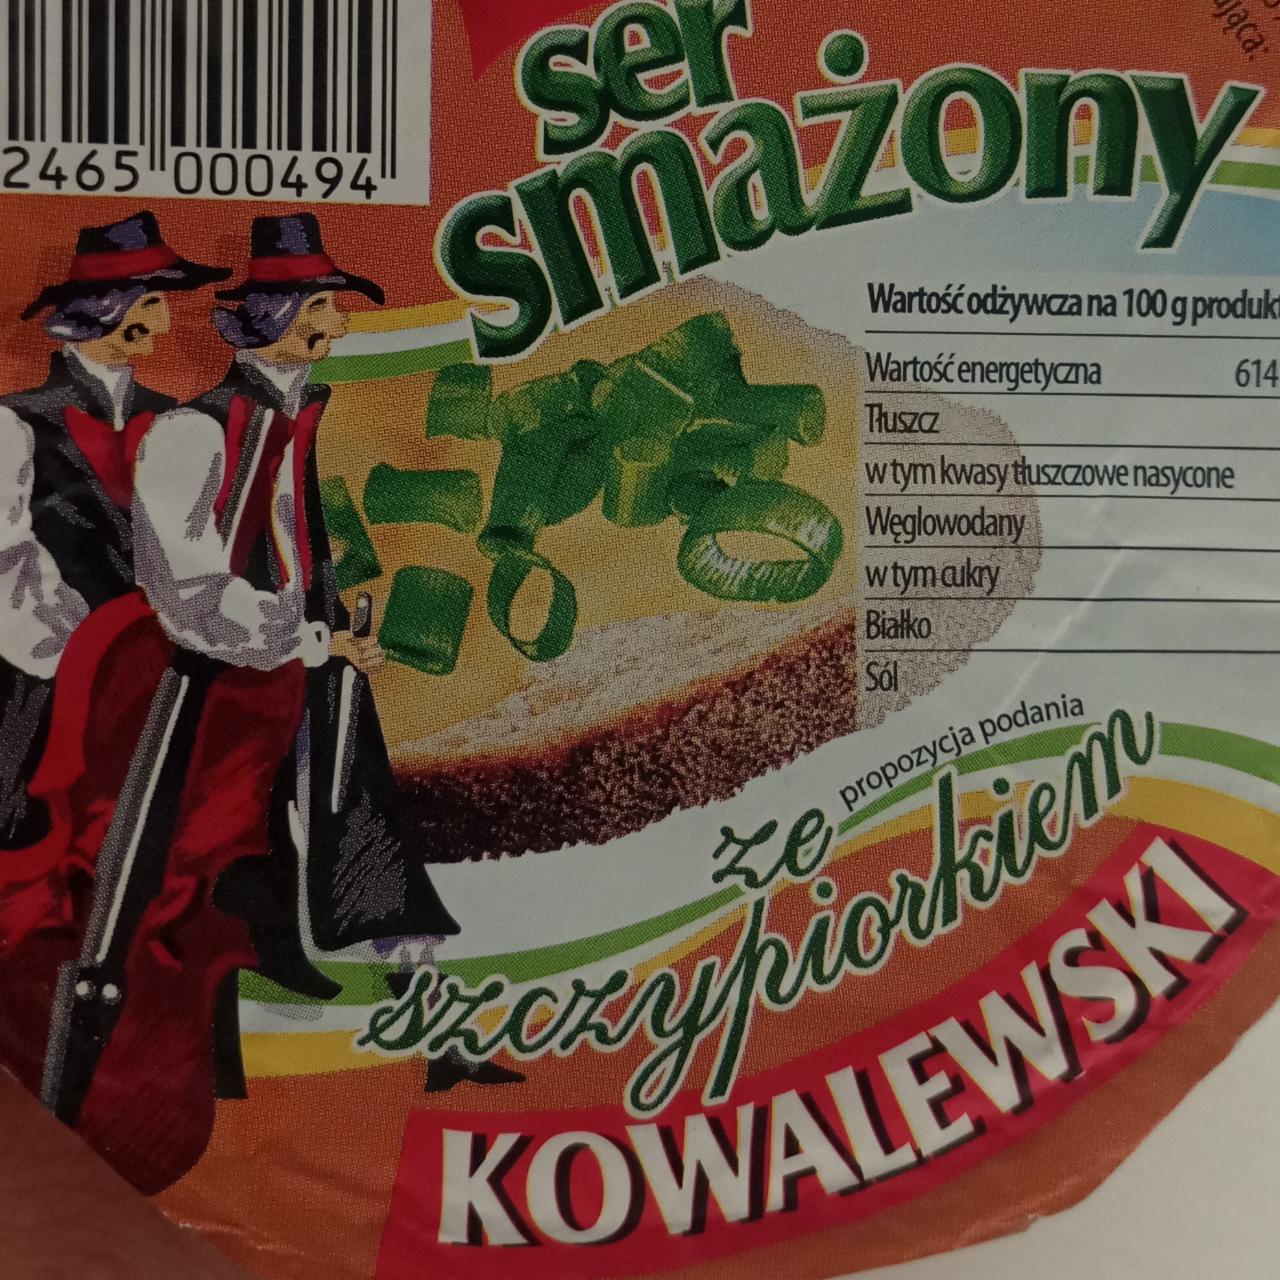 2465 000494
ser
smażony
Wartość odżywcza na 100 g
Wartość energetyczna 614
Tłuszcz
w tym kwasy tłuszczowe nasycone
Węglowodany
w tym cukry
Białko
Sól
propozycja podania
ze
szczypiorkiem
KOWALEWSKI